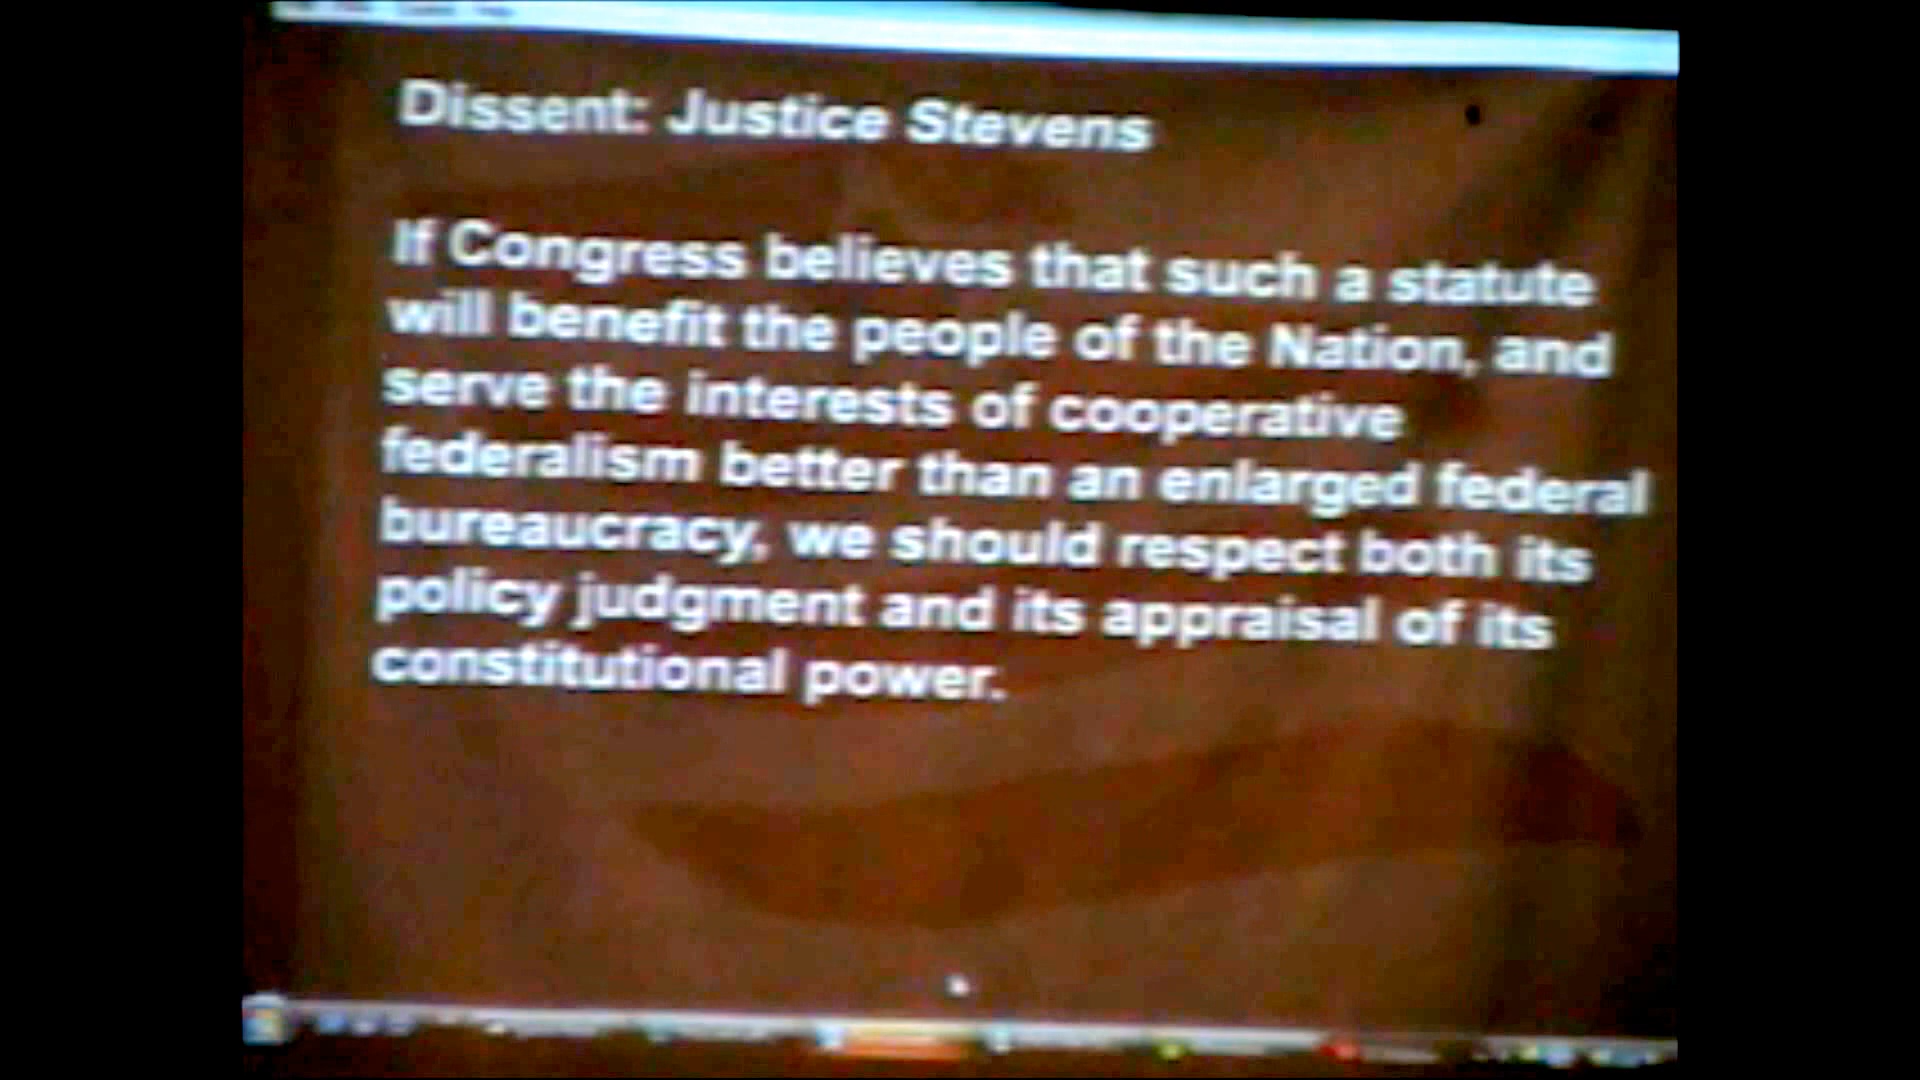 Dissent: Justice Stevens
If Congress believes that such a statute
will benefit the people of the Nation, and
serve the interests of cooperative
federalism better than an enlarged federal
bureaucracy, we should respect both its
policy judgment and its appraisal of its
constitutional power.